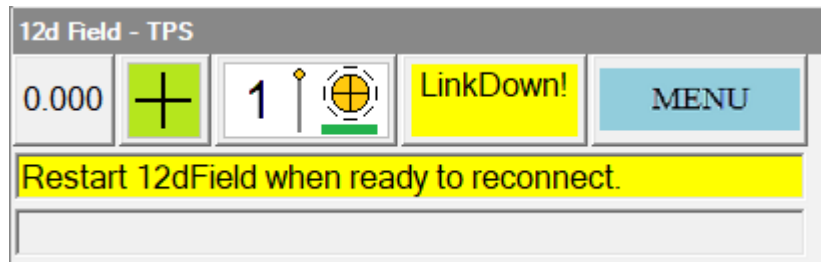 12d Field - TPS
0.000 1 LinkDown! MENU
Restart 12dField when ready to reconnect.